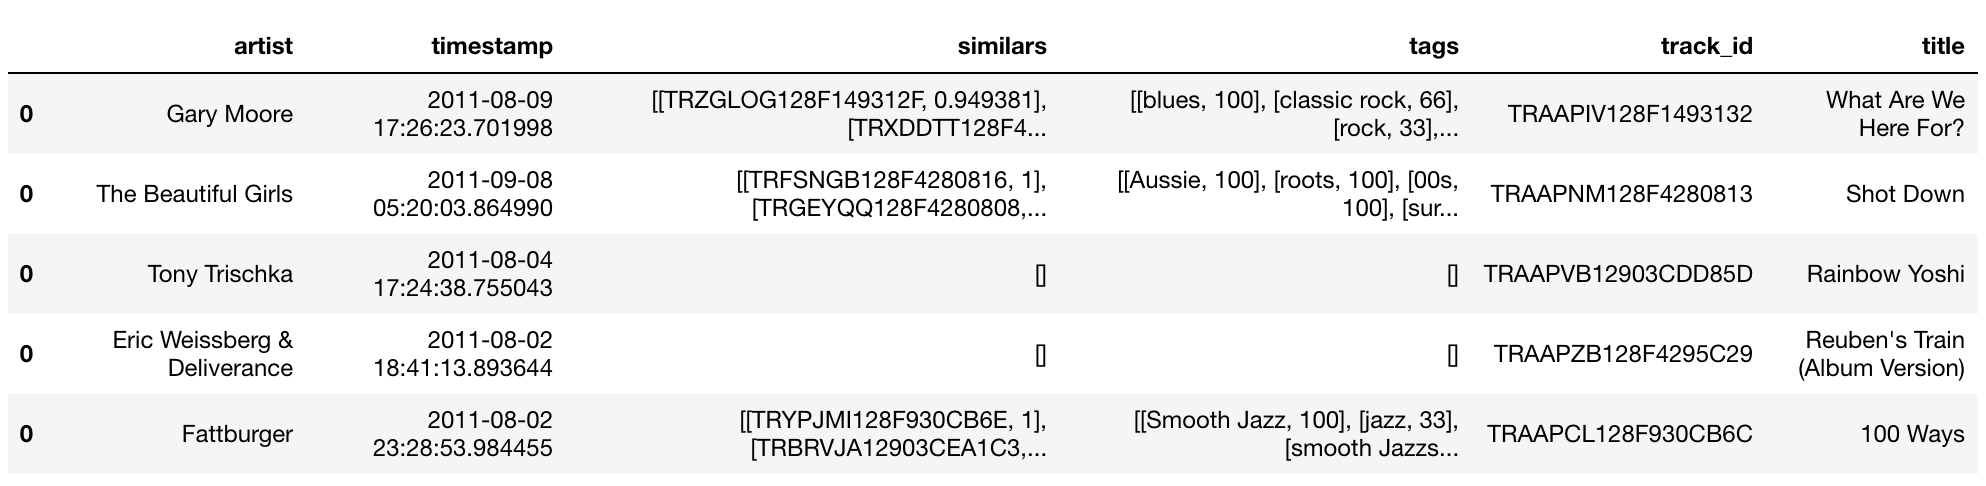 artist timestamp similars tags track_id title
0 Gary Moore 2011-08-09 17:26:23.701998 [[TRZGLOG128F149312F, 0.949381], [TRXDDTT128F4... [[blues, 100], [classic rock, 66], [rock, 33],... TRAAPIV128F1493132 What Are We Here For?
0 The Beautiful Girls 2011-09-08 05:20:03.864990 [[TRFSNGB128F4280816, 1], [TRGEYQQ128F4280808,... [[Aussie, 100], [roots, 100], [00s, 100], [sur... TRAAPNM128F4280813 Shot Down
0 Tony Trischka 2011-08-04 17:24:38.755043 [] [] TRAAPVB12903CDD85D Rainbow Yoshi
0 Eric Weissberg & Deliverance 2011-08-02 18:41:13.893644 [] [] TRAAPZB128F4295C29 Reuben's Train (Album Version)
0 Fattburger 2011-08-02 23:28:53.984455 [[TRYPJMI128F930CB6E, 1], [TRBRVJA12903CEA1C3,... [[Smooth Jazz, 100], [jazz, 33], [smooth Jazzs... TRAAPCL128F930CB6C 100 Ways